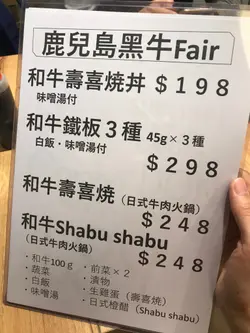 鹿兒島黑牛Fair
和牛壽喜燒丼 $198
味噌湯付
和牛鐵板3種 45g×3種
白飯・味噌湯付
$298
和牛壽喜燒 $248
(日式牛肉火鍋)
和牛Shabu shabu
(日式牛肉火鍋) $248
・和牛100g ・前菜×2
・蔬菜 ・漬物
・白飯 ・生雞蛋(壽喜燒)
・味噌湯 ・日式橙醋(Shabu shabu)